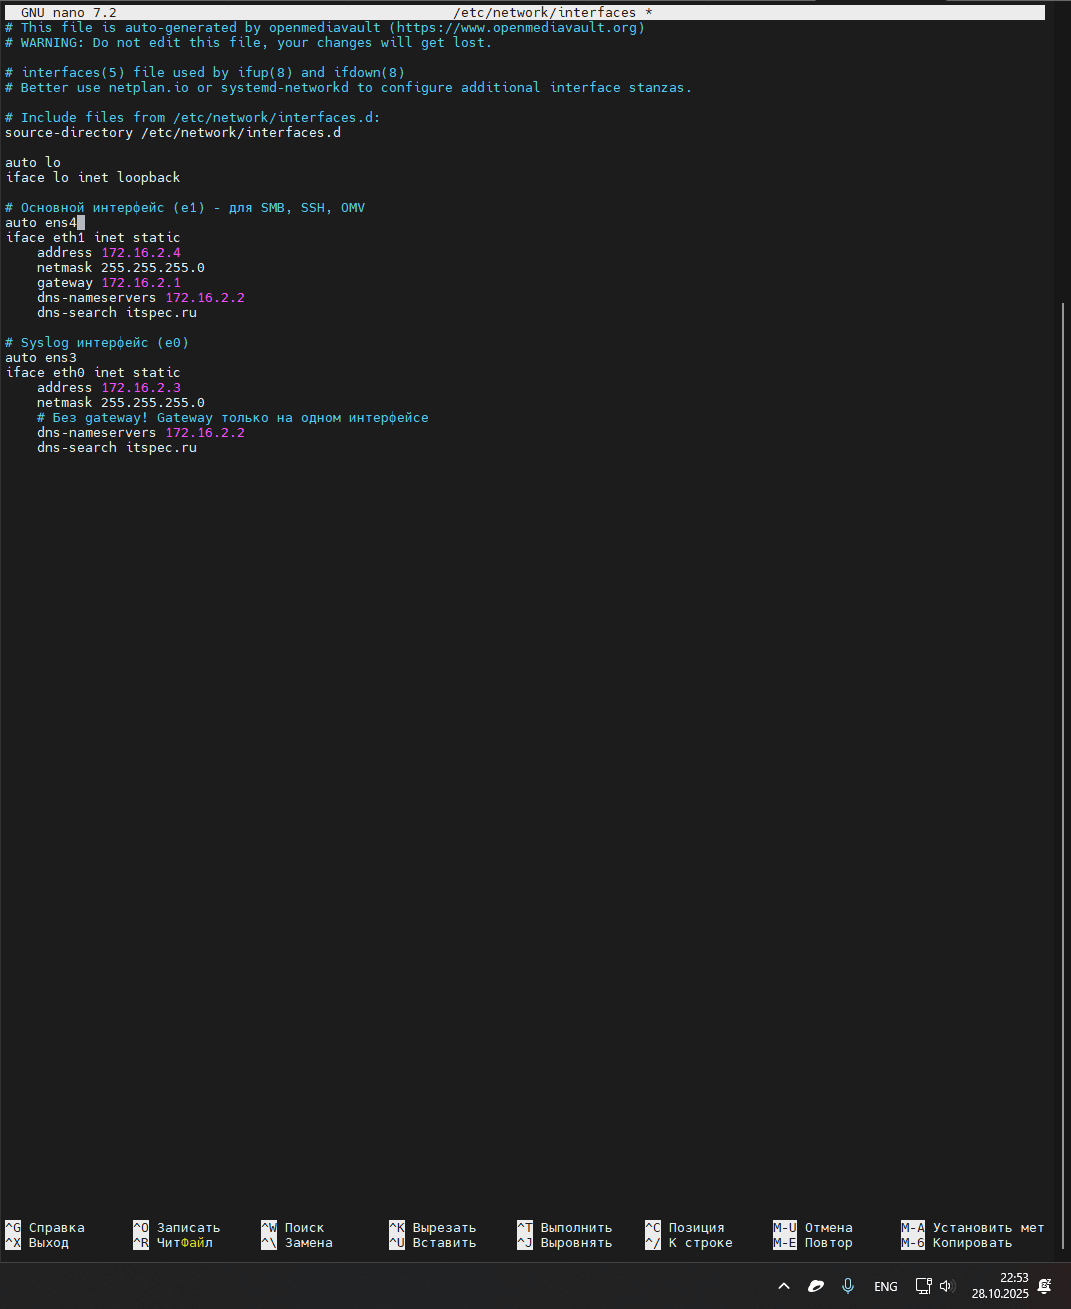 GNU nano 7.2 /etc/network/interfaces *
# This file is auto-generated by openmediavault (https://www.openmediavault.org)
# WARNING: Do not edit this file, your changes will get lost.
# interfaces(5) file used by ifup(8) and ifdown(8)
# Better use netplan.io or systemd-networkd to configure additional interface stanzas.
# Include files from /etc/network/interfaces.d:
source-directory /etc/network/interfaces.d
auto lo
iface lo inet loopback
# Основной интерфейс (e1) - для SMB, SSH, OMV
auto ens4
iface eth1 inet static
address 172.16.2.4
netmask 255.255.255.0
gateway 172.16.2.1
dns-nameservers 172.16.2.2
dns-search itspec.ru
# Syslog интерфейс (e0)
auto ens3
iface eth0 inet static
address 172.16.2.3
netmask 255.255.255.0
# Без gateway! Gateway только на одном интерфейсе
dns-nameservers 172.16.2.2
dns-search itspec.ru
^G Справка ^O Записать ^W Поиск ^K Вырезать ^T Выполнить ^C Позиция M-U Отмена M-A Установить мет
^X Выход ^R ЧитФайл ^\ Замена ^U Вставить ^J Выровнять ^/ К строке M-E Повтор M-6 Копировать
ENG 22:53
28.10.2025